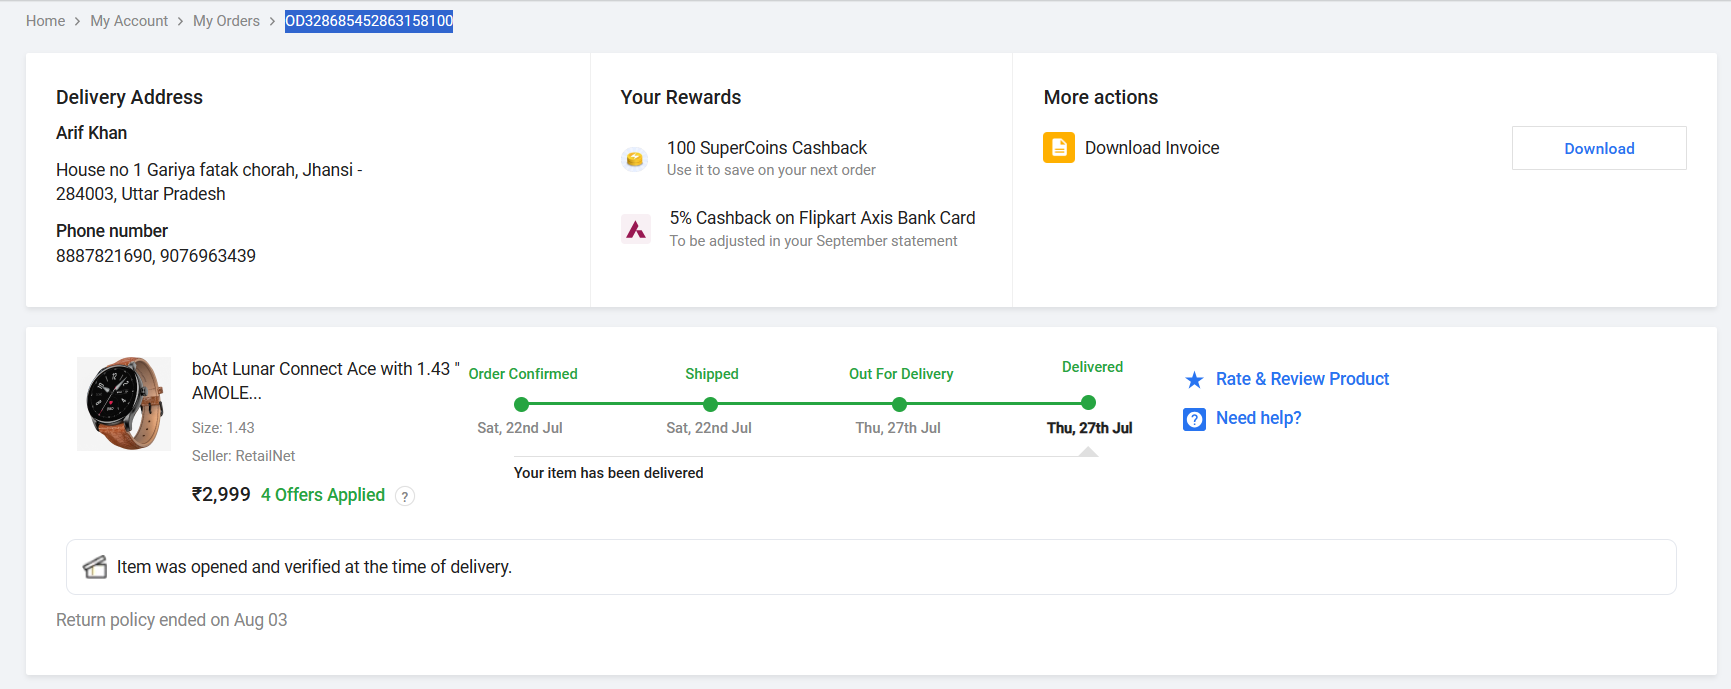 Home > My Account > My Orders > OD328685452863158100
Delivery Address
Arif Khan
House no 1 Gariya fatak chorah, Jhansi -
284003, Uttar Pradesh
Phone number
8887821690, 9076963439
Your Rewards
100 SuperCoins Cashback
Use it to save on your next order
5% Cashback on Flipkart Axis Bank Card
To be adjusted in your September statement
More actions
Download Invoice
Download
boAt Lunar Connect Ace with 1.43 "
AMOLE...
Size: 1.43
Seller: RetailNet
₹2,999 4 Offers Applied ?
Order Confirmed
Sat, 22nd Jul
Shipped
Sat, 22nd Jul
Out For Delivery
Thu, 27th Jul
Delivered
Thu, 27th Jul
Your item has been delivered
Rate & Review Product
? Need help?
Item was opened and verified at the time of delivery.
Return policy ended on Aug 03